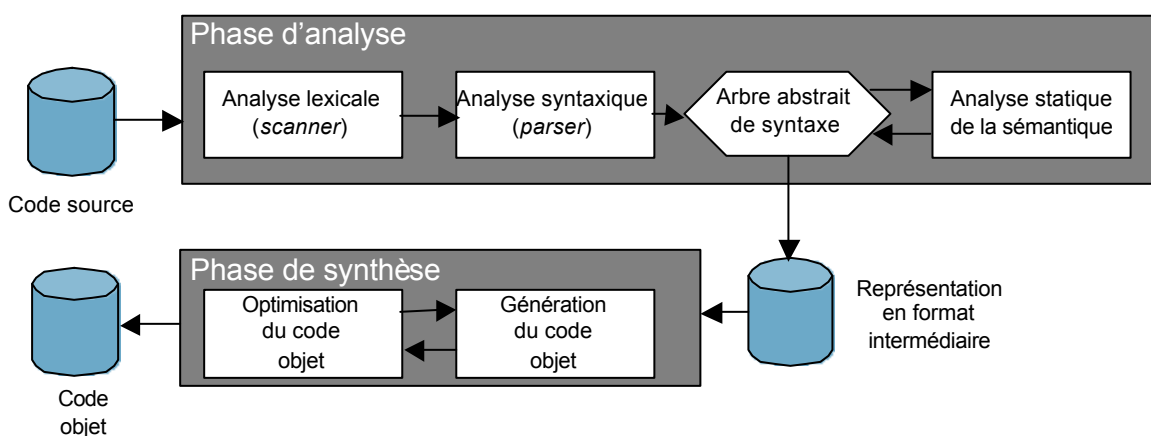 Phase d'analyse
Analyse lexicale
(scanner)
Analyse syntaxique
(parser)
Arbre abstrait
de syntaxe
Analyse statique
de la sémantique
Code source
Phase de synthèse
Optimisation
du code
objet
Génération
du code
objet
Représentation
en format
intermédiaire
Code
objet